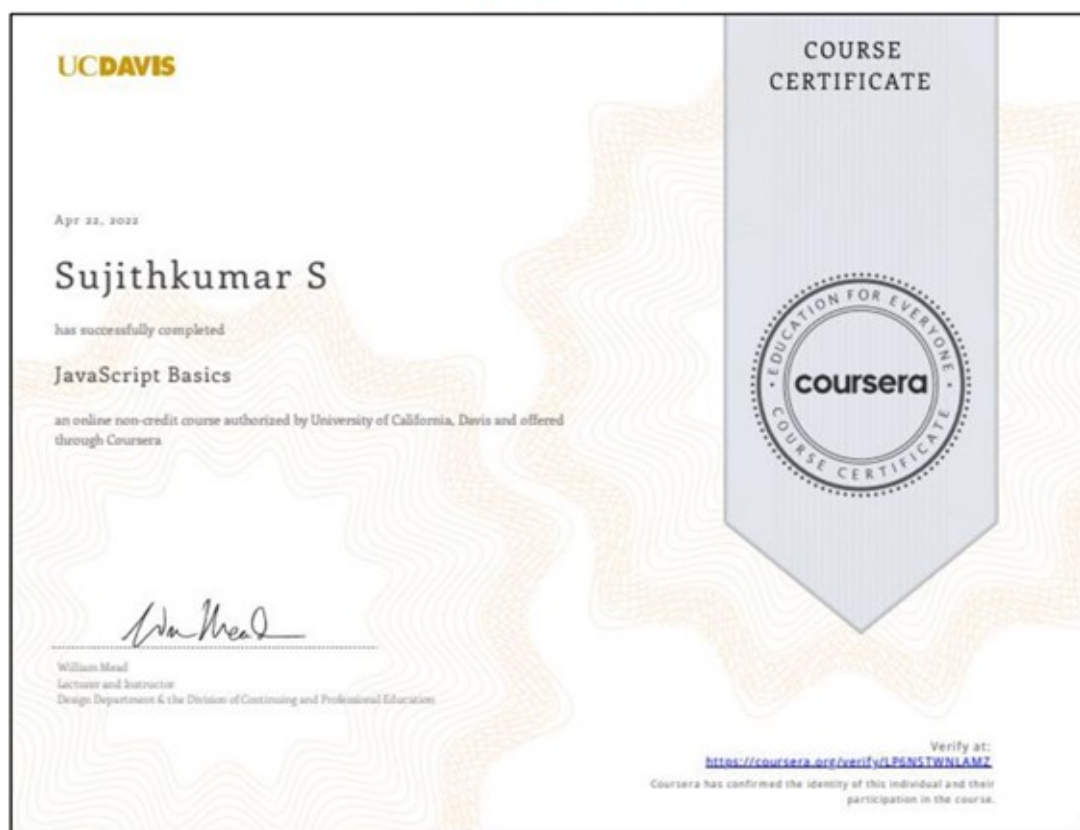 UCDAVIS
COURSE
CERTIFICATE
Apr 22, 2022
Sujithkumar S
has successfully completed
JavaScript Basics
an online non-credit course authorized by University of California, Davis and offered
through Coursera
EDUCATION FOR EVERYONE
coursera
COURSE CERTIFICATE
William Mead
Lecturer and Instructor
Design Department & the Division of Continuing and Professional Education
Verify at:
https://coursera.org/verify/LP6NSTWNLAMZ
Coursera has confirmed the identity of this individual and their
participation in the course.